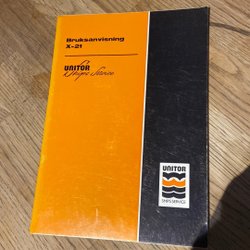 Bruksanvisning
X-21
UNITOR
Ships Service
UNITOR
SHIPS SERVICE